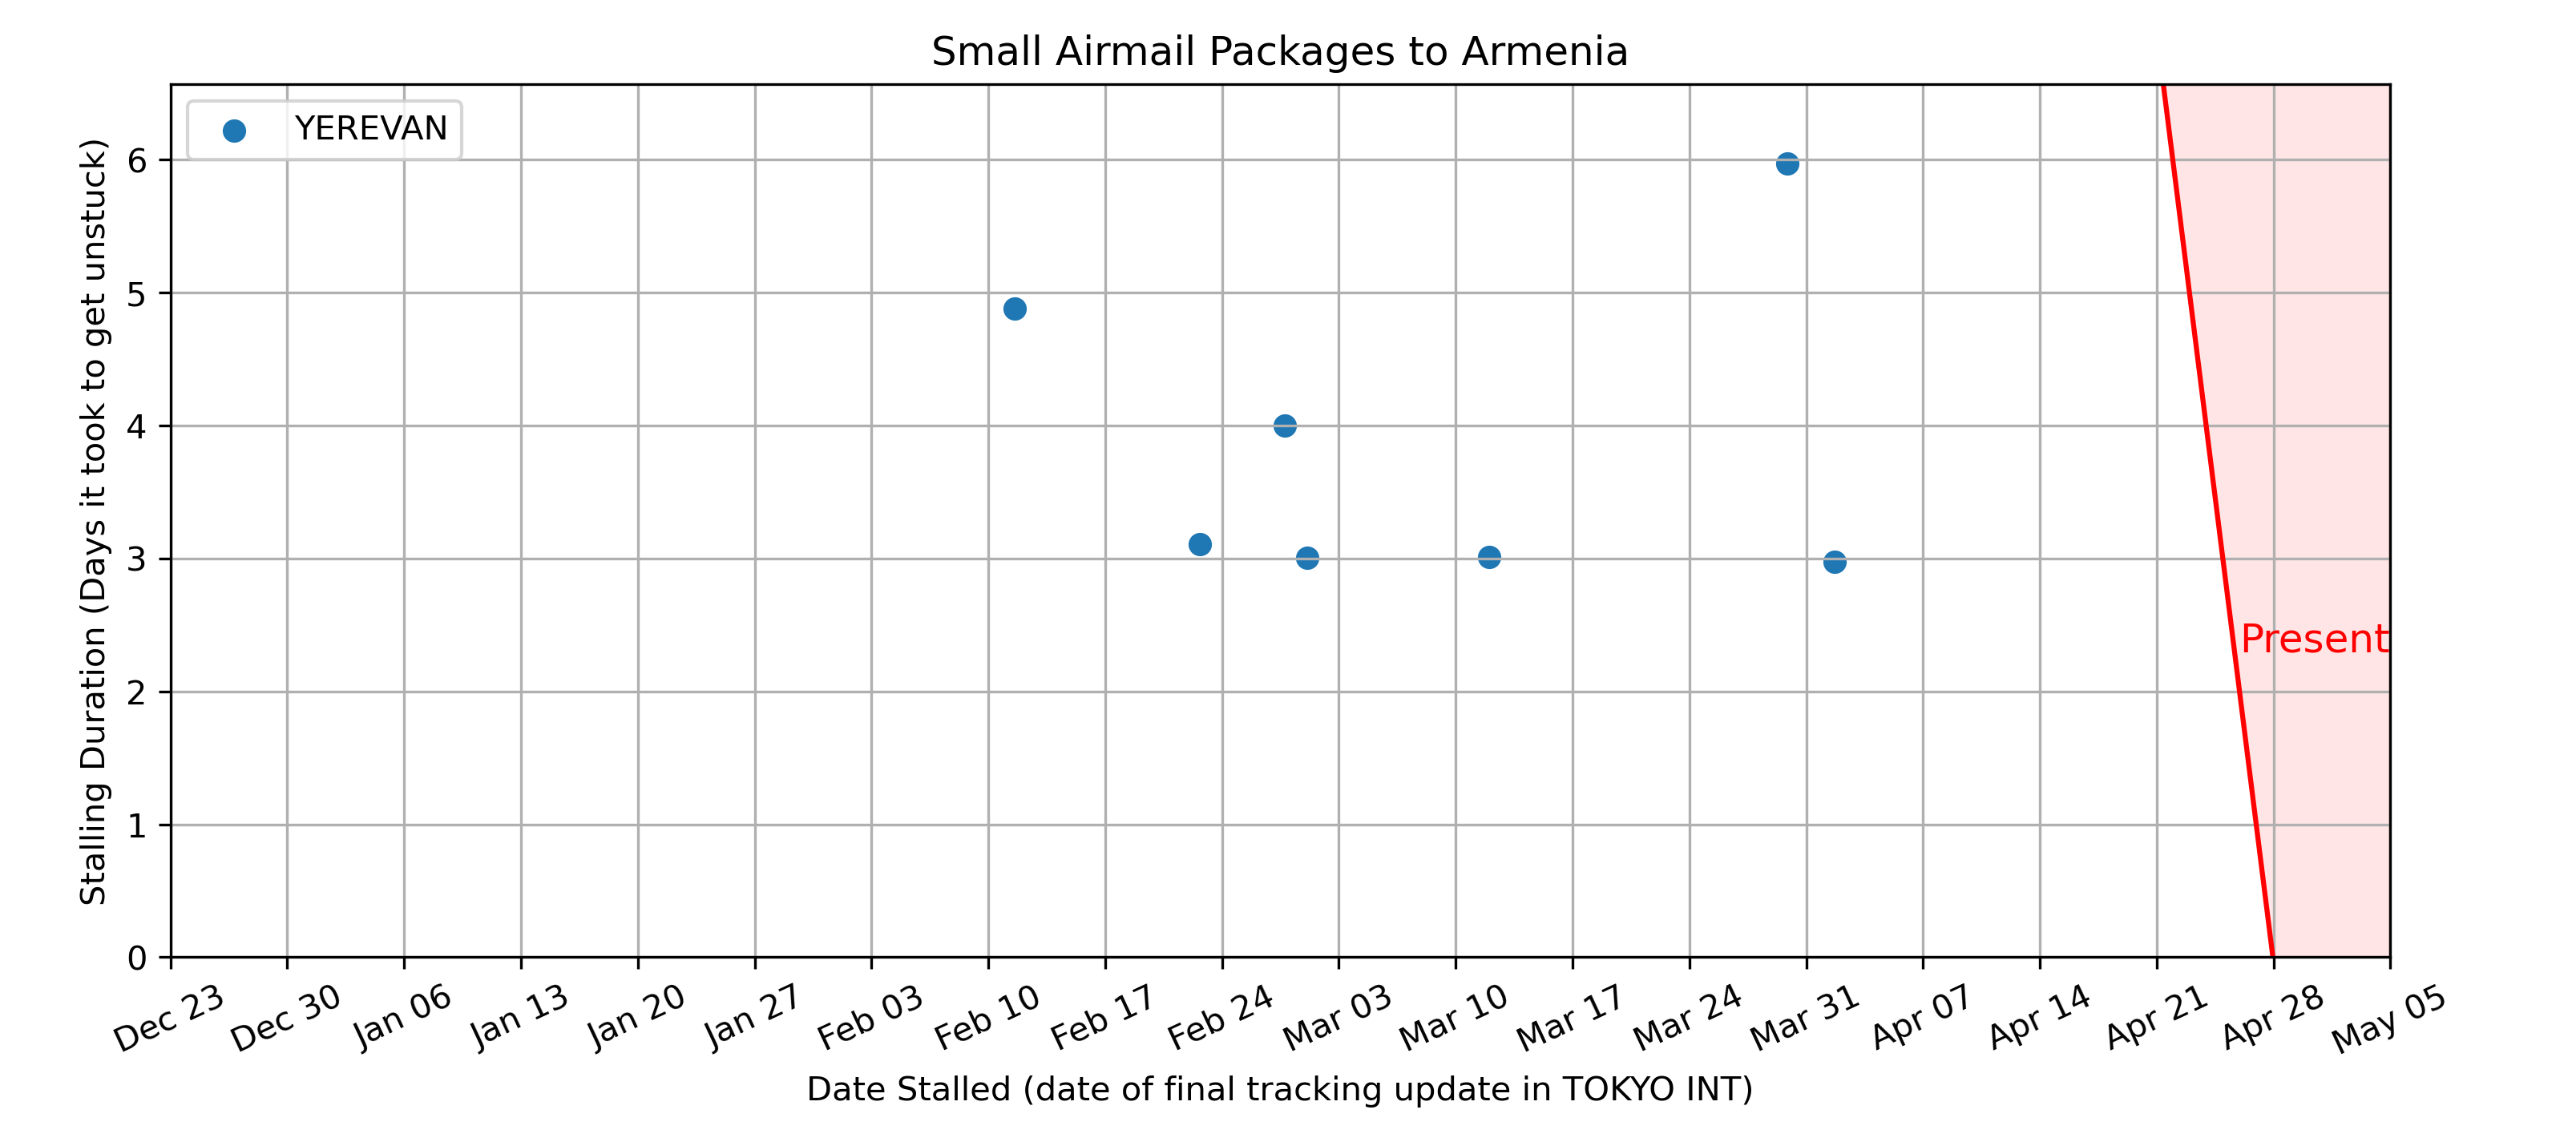 Small Airmail Packages to Armenia
YEREVAN
Stalling Duration (Days it took to get unstuck)
6
5
4
3
2
1
0
Present
Dec 23
Dec 30
Jan 06
Jan 13
Jan 20
Jan 27
Feb 03
Feb 10
Feb 17
Feb 24
Mar 03
Mar 10
Mar 17
Mar 24
Mar 31
Apr 07
Apr 14
Apr 21
Apr 28
May 05
Date Stalled (date of final tracking update in TOKYO INT)